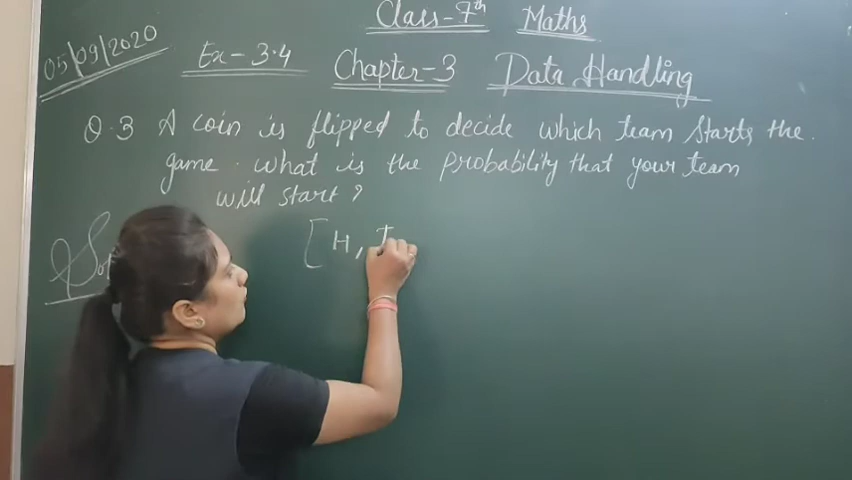 Class-7th Maths
05/09/2020 Ex-3.4 Chapter-3 Data Handling
Q.3 A coin is flipped to decide which team starts the
game. what is the probability that your team
will start?
[H, T
Sol